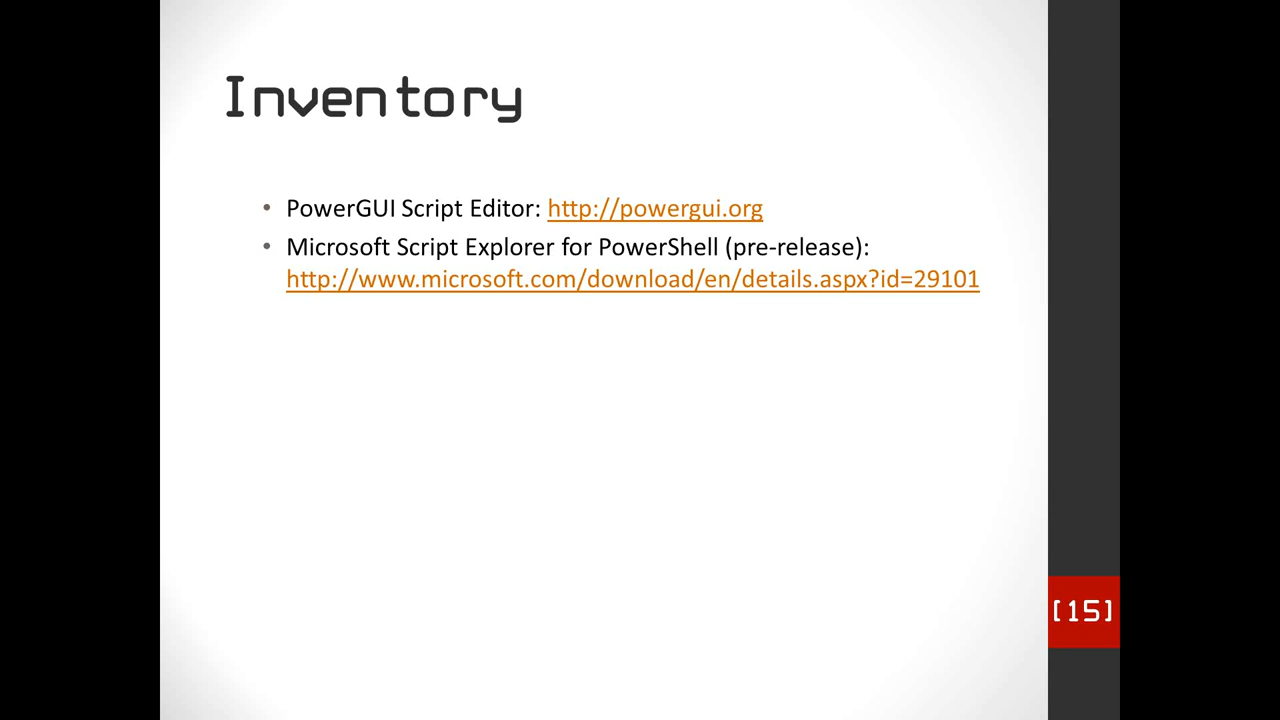 Inventory
• PowerGUI Script Editor: http://powergui.org
• Microsoft Script Explorer for PowerShell (pre-release):
http://www.microsoft.com/download/en/details.aspx?id=29101
[15]